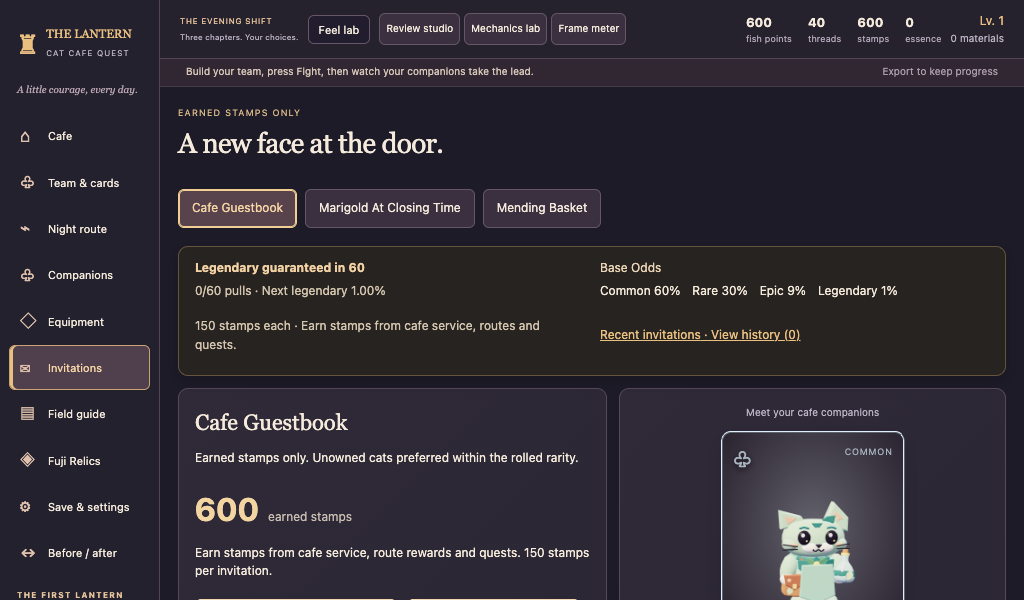 THE LANTERN
CAT CAFE QUEST
A little courage, every day.
Cafe
Team & cards
Night route
Companions
Equipment
Invitations
Field guide
Fuji Relics
Save & settings
Before / after
THE FIRST LANTERN
THE EVENING SHIFT
Three chapters. Your choices.
Feel lab
Review studio
Mechanics lab
Frame meter
600
fish points
40
threads
600
stamps
0
essence
Lv. 1
0 materials
Build your team, press Fight, then watch your companions take the lead.
Export to keep progress
EARNED STAMPS ONLY
A new face at the door.
Cafe Guestbook
Marigold At Closing Time
Mending Basket
Legendary guaranteed in 60
0/60 pulls · Next legendary 1.00%
150 stamps each · Earn stamps from cafe service, routes and
quests.
Base Odds
Common 60% Rare 30% Epic 9% Legendary 1%
Recent invitations · View history (0)
Cafe Guestbook
Earned stamps only. Unowned cats preferred within the rolled rarity.
600 earned stamps
Earn stamps from cafe service, route rewards and quests. 150 stamps
per invitation.
Meet your cafe companions
COMMON